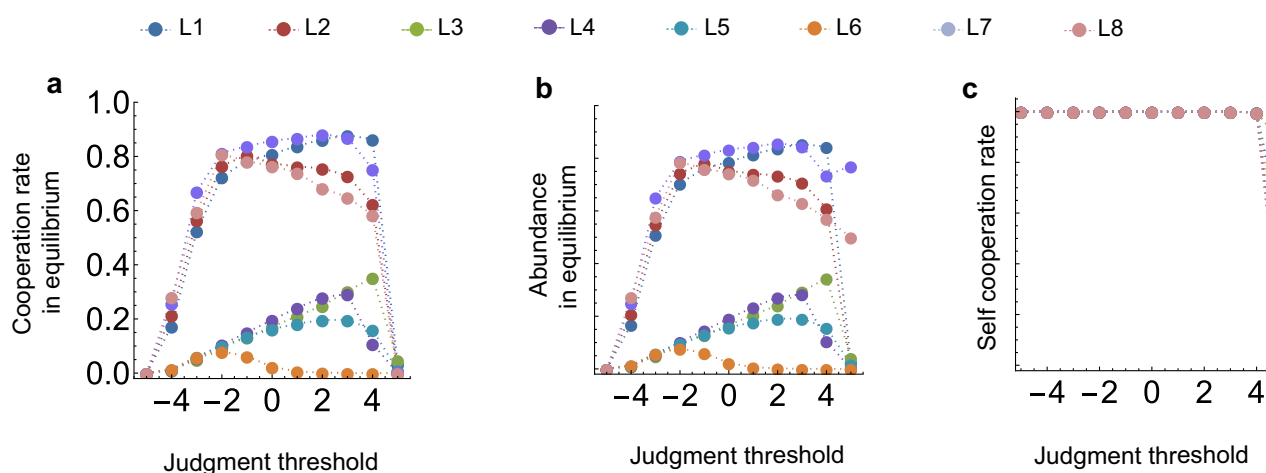 L1 L2 L3 L4 L5 L6 L7 L8
a
1.0
0.8
0.6
0.4
0.2
0.0
Cooperation rate
in equilibrium
−4 −2 0 2 4
Judgment threshold
b
Abundance
in equilibrium
−4 −2 0 2 4
Judgment threshold
c
Self cooperation rate
−4 −2 0 2 4
Judgment threshold